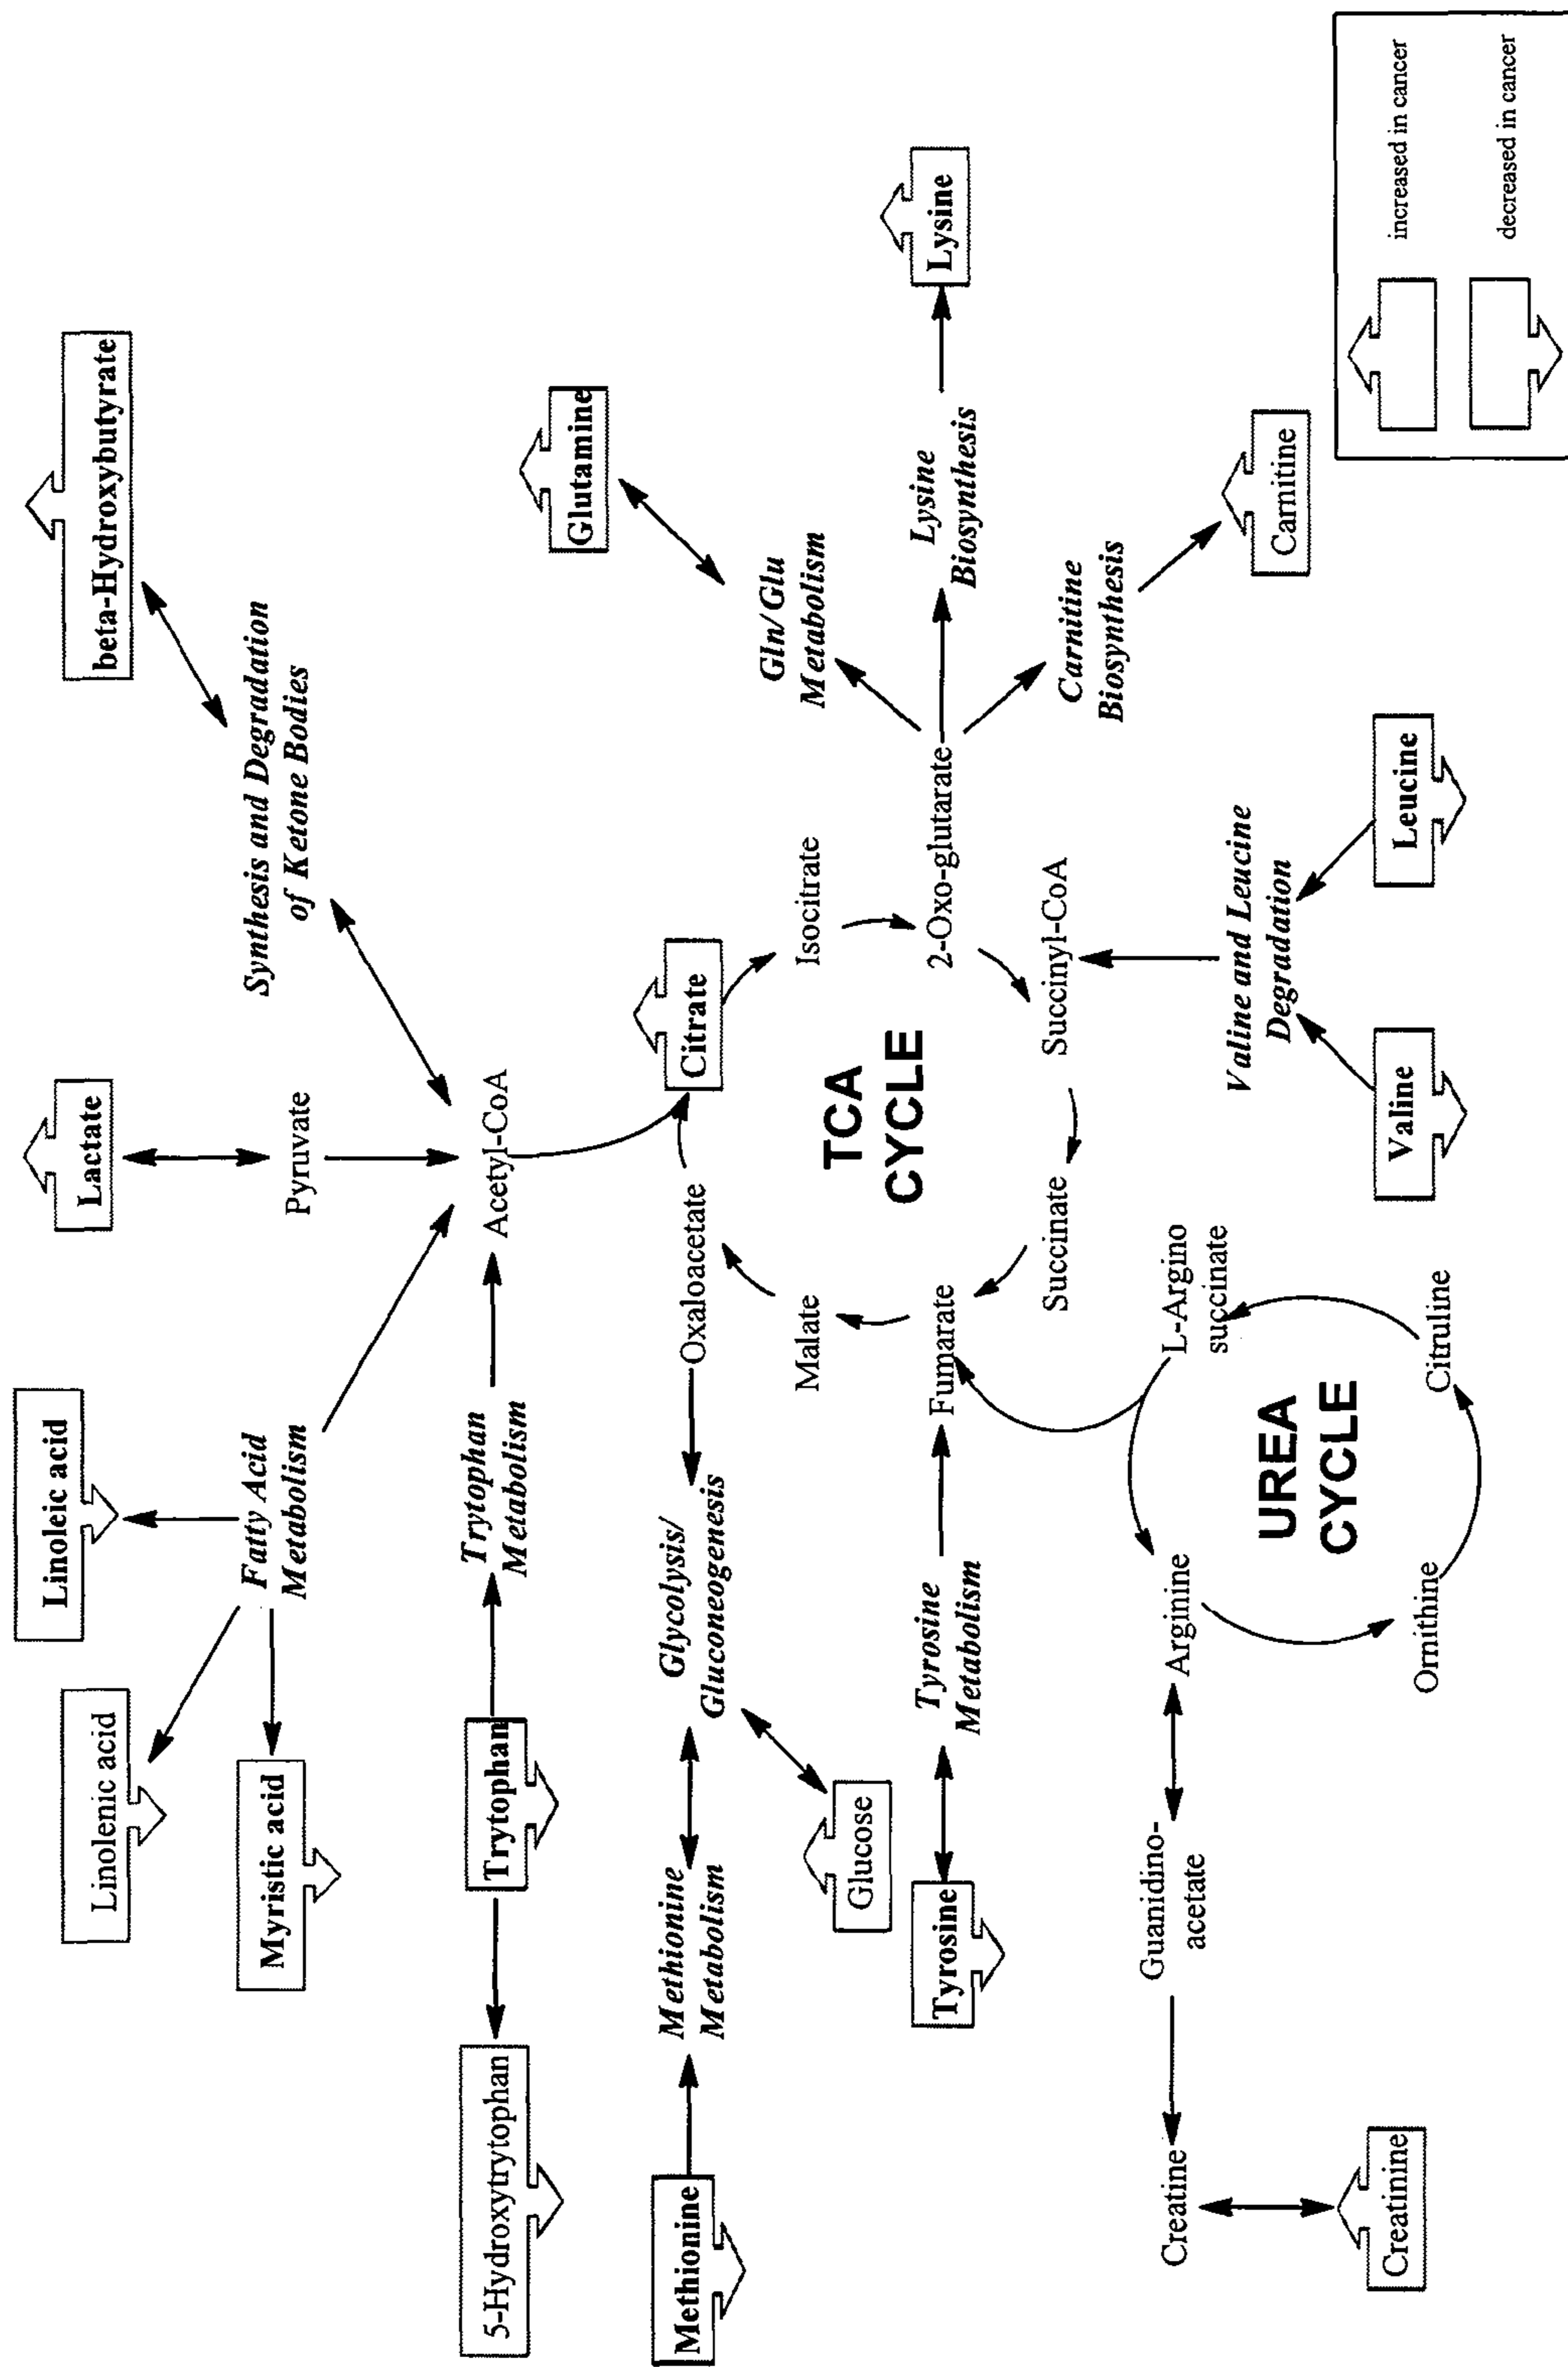 Linoleic acid
Lactate
beta-Hydroxybutyrate
Linolenic acid
Fatty Acid
Metabolism
Pyruvate
Synthesis and Degradation
of Ketone Bodies
Myristic acid
5-Hydroxytrytophan
Trytophan
Trytophan
Metabolism
Acetyl-CoA
Glutamine
Methionine
Methionine
Metabolism
Glycolysis/
Gluconeogenesis
Oxaloacetate
Citrate
Gln/Glu
Metabolism
Glucose
Malate
Isocitrate
TCA
CYCLE
Tyrosine
Tyrosine
Metabolism
Fumarate
2-Oxo-glutarate
Lysine
Biosynthesis
Lysine
Succinate
Succinyl-CoA
Carnitine
Biosynthesis
Carnitine
Creatine
Guanidino-
acetate
Arginine
L-Argino
succinate
Valine and Leucine
Degradation
UREA
CYCLE
Creatinine
Ornithine
Citruline
Valine
Leucine
increased in cancer
decreased in cancer